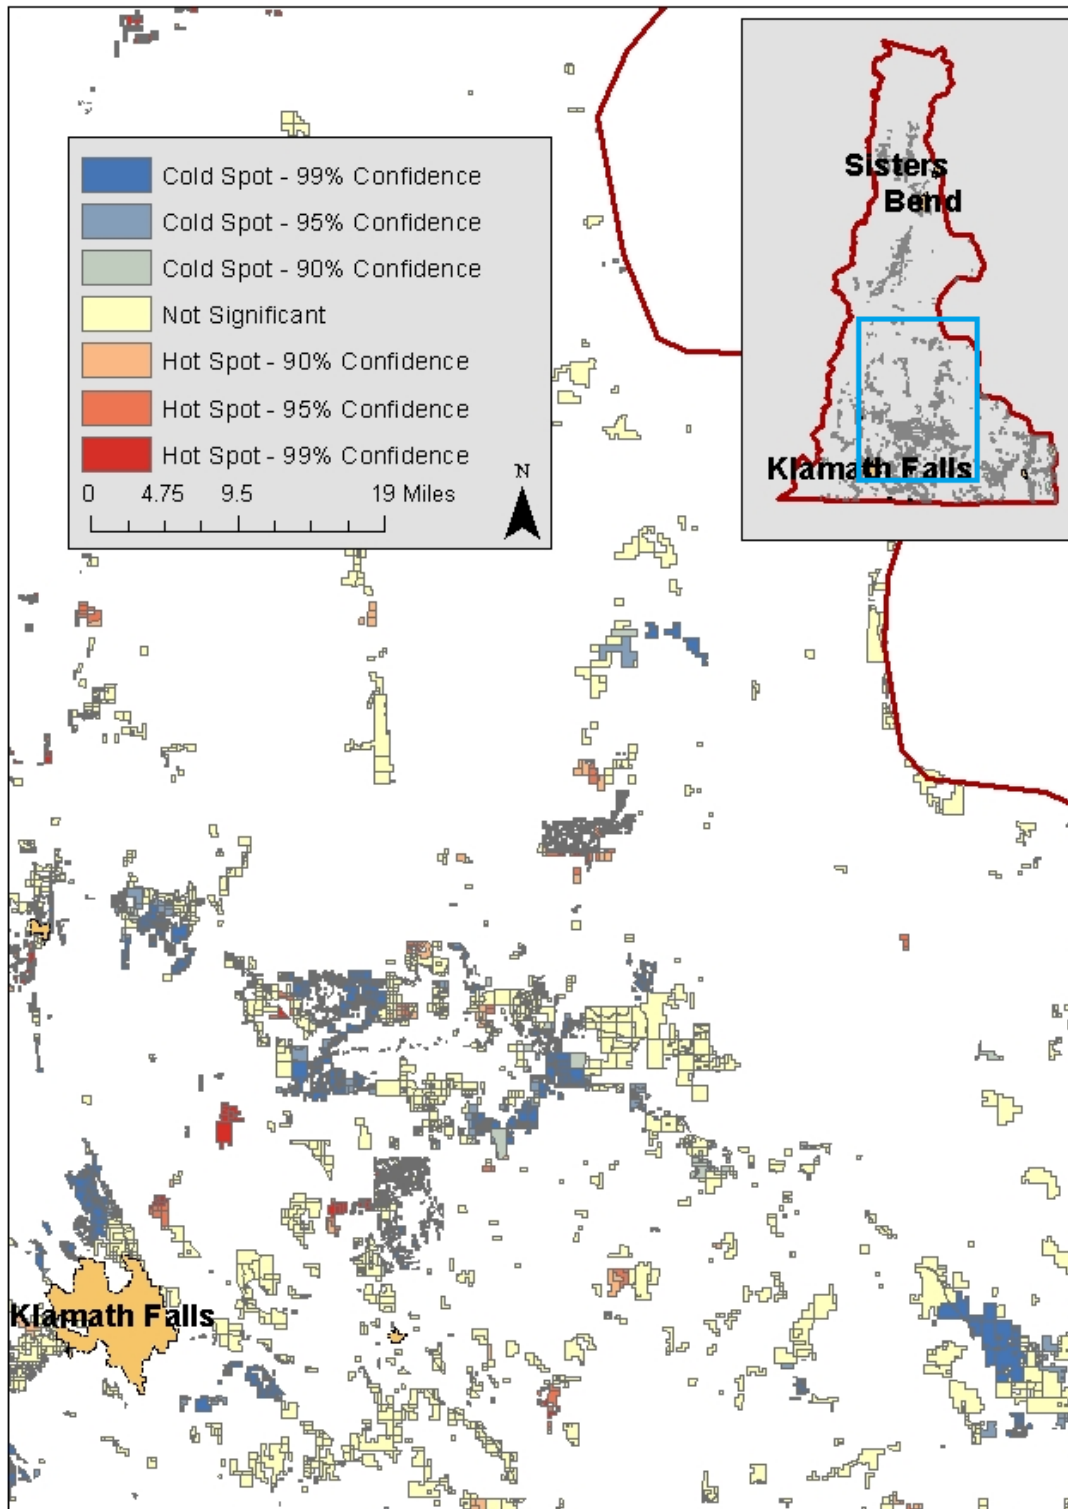 Cold Spot - 99% Confidence
Cold Spot - 95% Confidence
Cold Spot - 90% Confidence
Not Significant
Hot Spot - 90% Confidence
Hot Spot - 95% Confidence
Hot Spot - 99% Confidence
0 4.75 9.5 19 Miles
N
Sisters
Bend
Klamath Falls
Klamath Falls